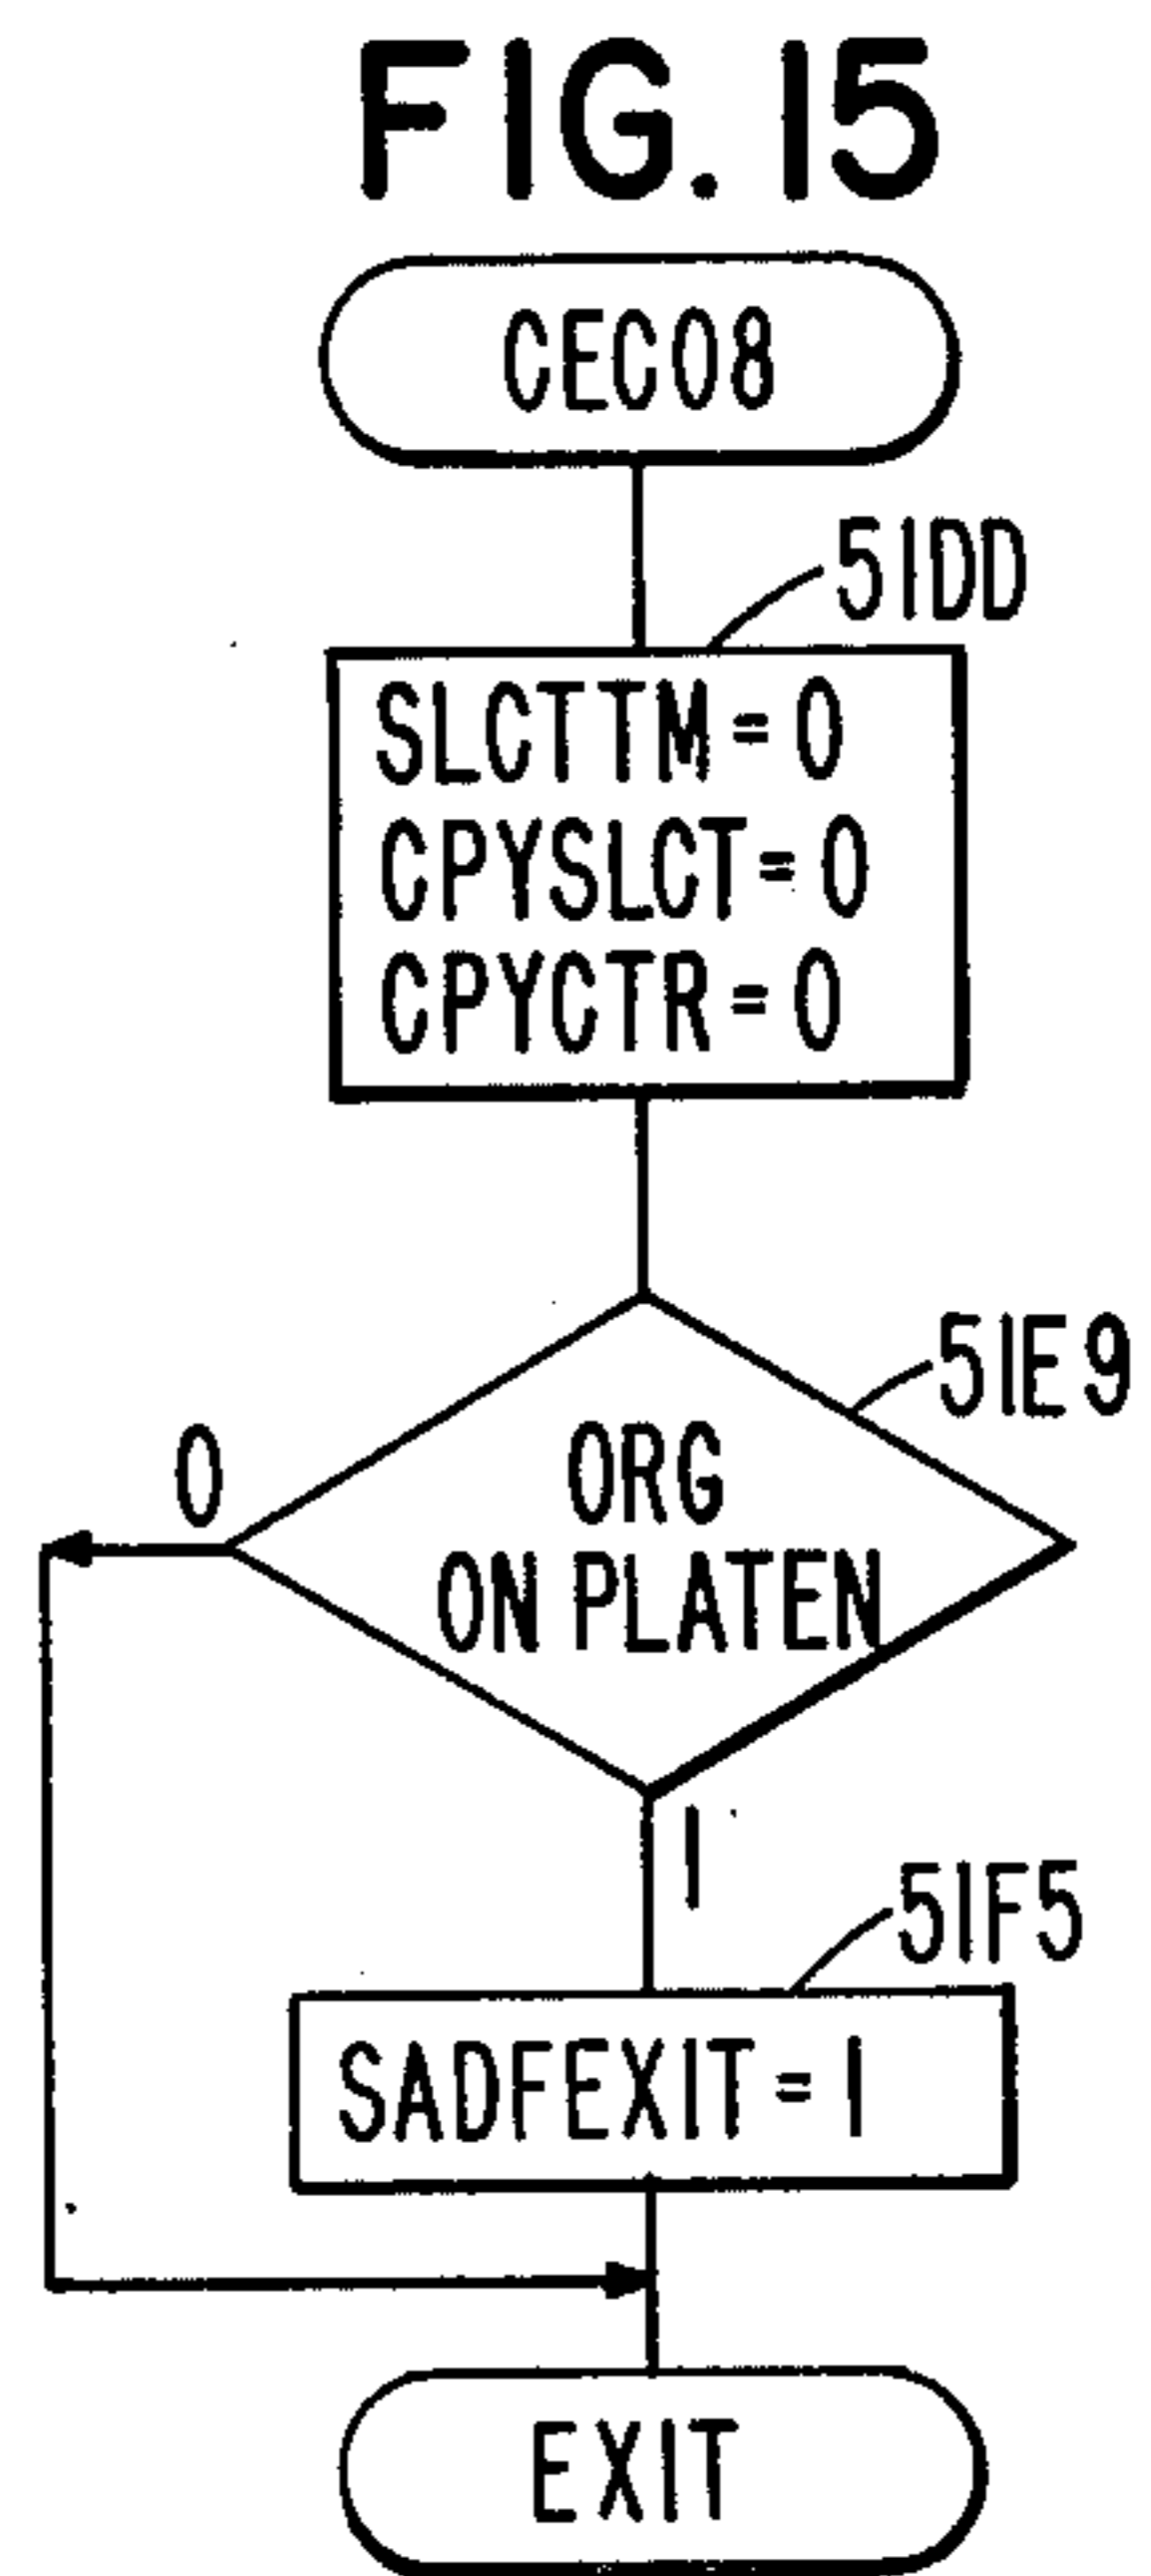 FIG. 15
CEC08
51DD
SLCTTM = 0
CPYSLCT = 0
CPYCTR = 0
51E9
0
ORG
ON PLATEN
1
51F5
SADFEXIT = 1
EXIT